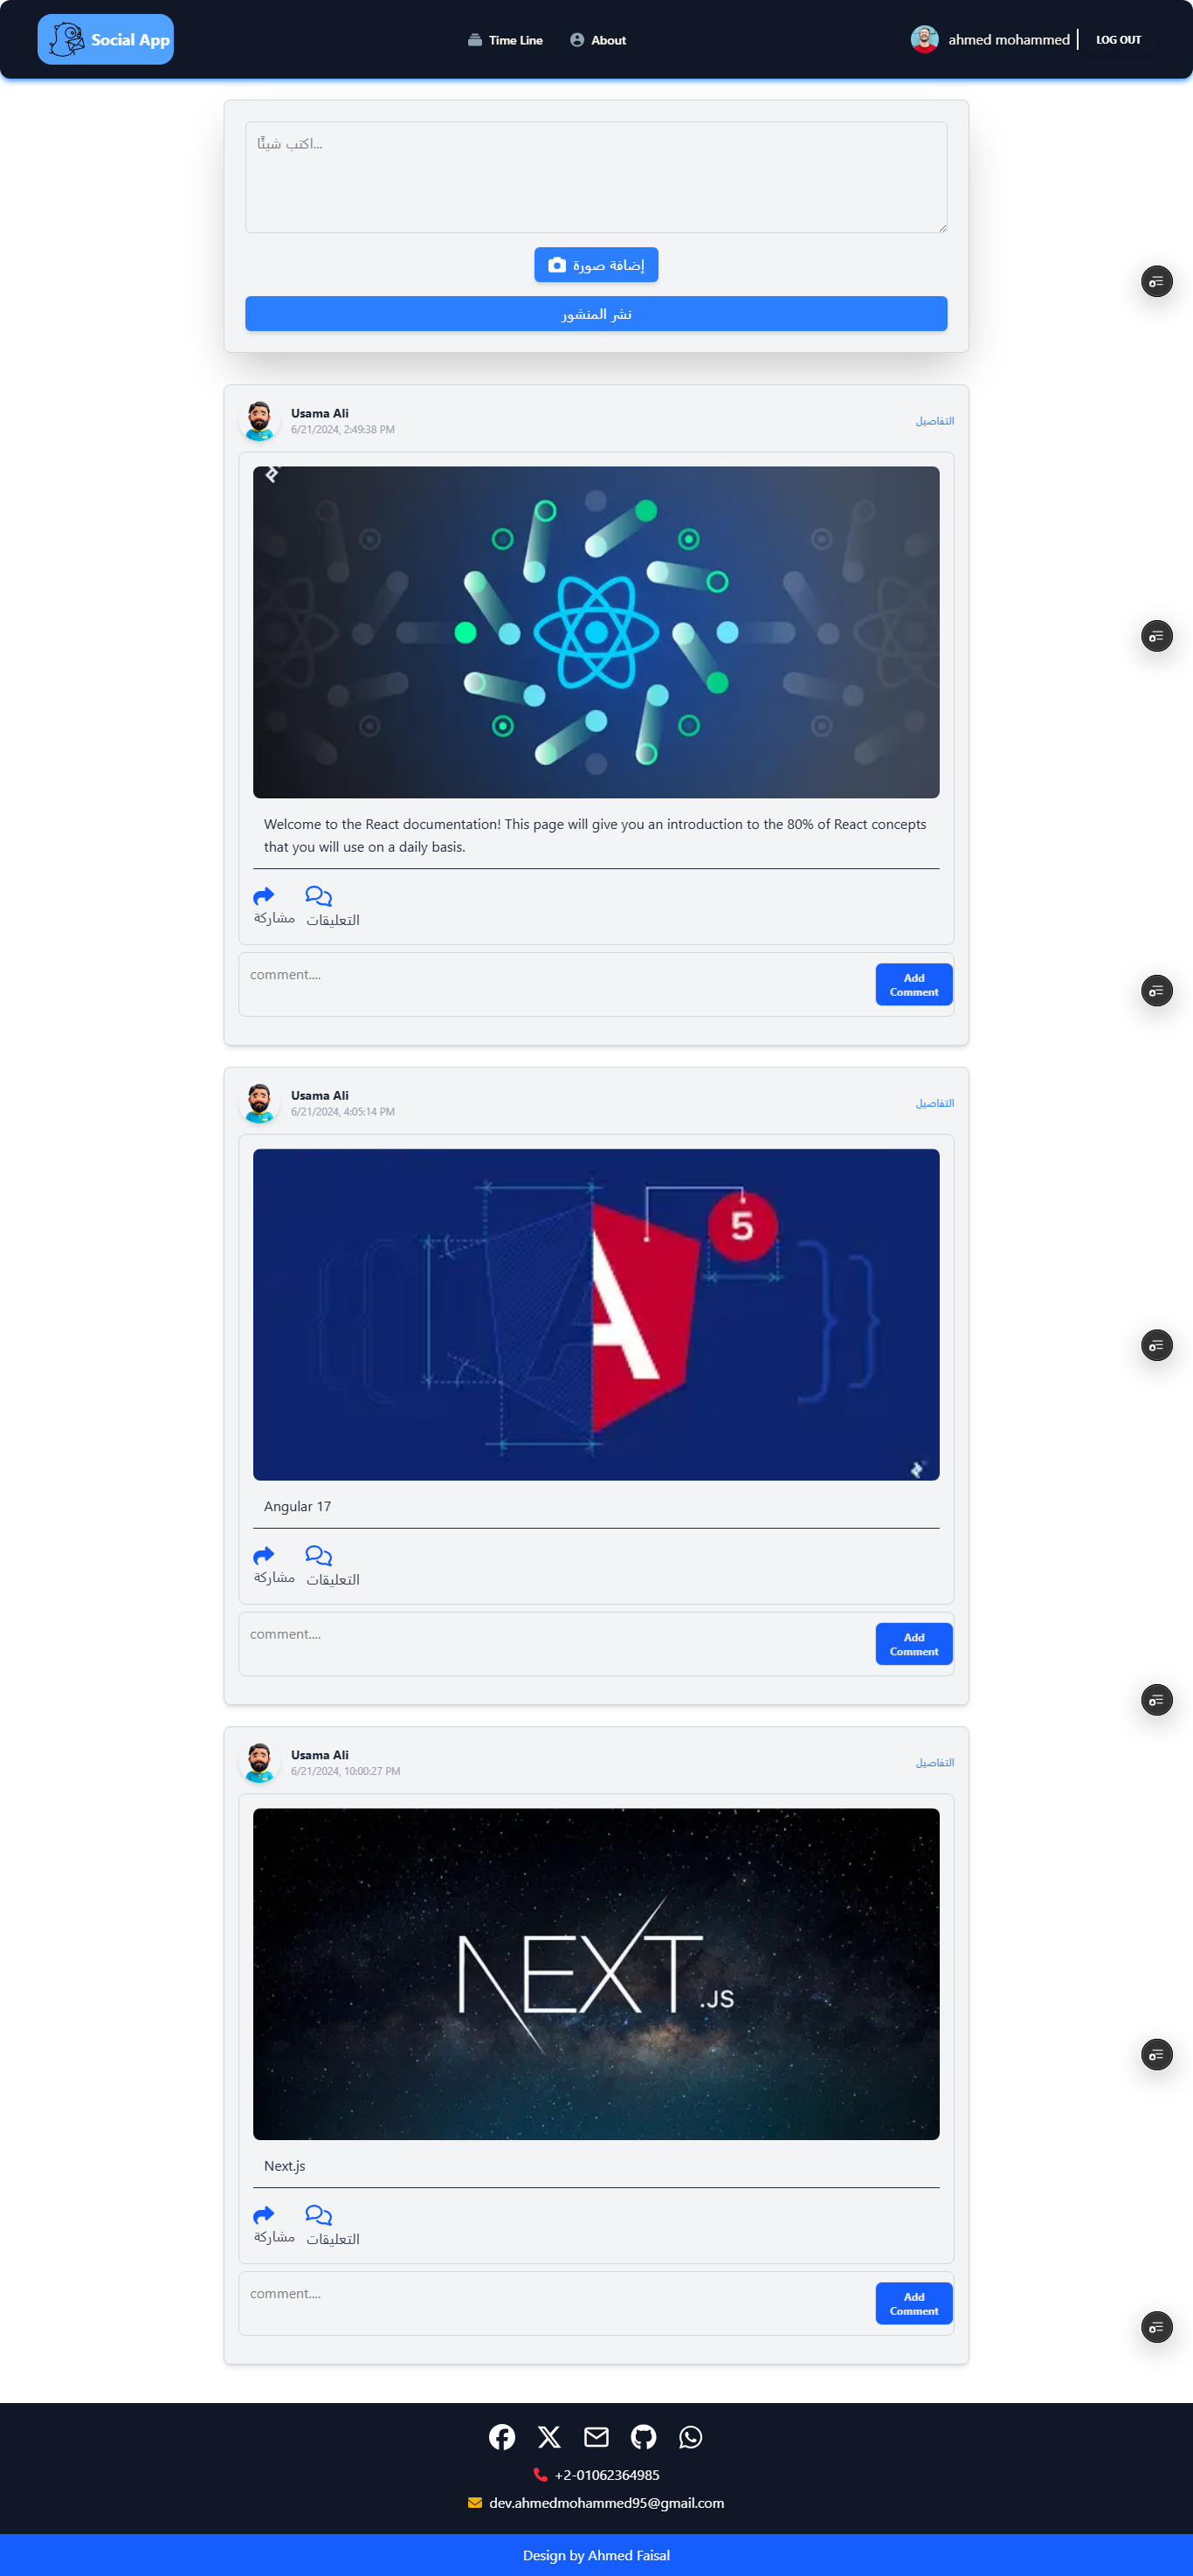 Social App
Time Line
About
ahmed mohammed
LOG OUT
اكتب شيئًا...
إضافة صورة
نشر المنشور
Usama Ali
6/21/2024, 2:49:38 PM
التفاصيل
Welcome to the React documentation! This page will give you an introduction to the 80% of React concepts
that you will use on a daily basis.
مشاركة
التعليقات
comment....
Add
Comment
Usama Ali
6/21/2024, 4:05:14 PM
التفاصيل
A
5
Angular 17
مشاركة
التعليقات
comment....
Add
Comment
Usama Ali
6/21/2024, 10:00:27 PM
التفاصيل
NEXT.JS
Next.js
مشاركة
التعليقات
comment....
Add
Comment
+2-01062364985
dev.ahmedmohammed95@gmail.com
Design by Ahmed Faisal